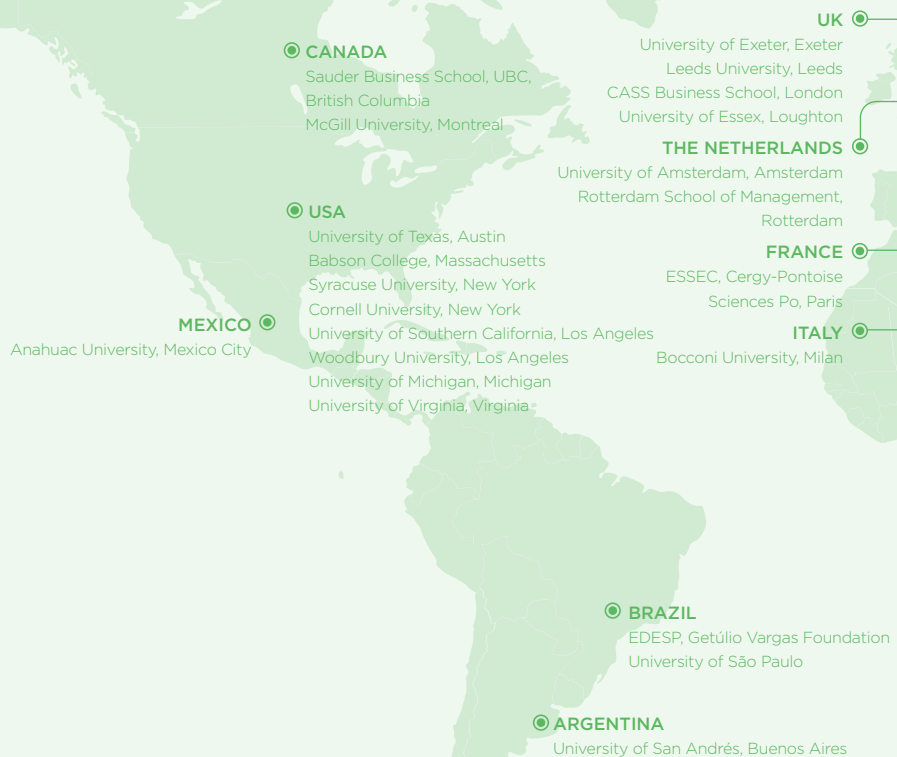 CANADA
Sauder Business School, UBC,
British Columbia
McGill University, Montreal
USA
University of Texas, Austin
Babson College, Massachusetts
Syracuse University, New York
Cornell University, New York
University of Southern California, Los Angeles
Woodbury University, Los Angeles
University of Michigan, Michigan
University of Virginia, Virginia
MEXICO
Anahuac University, Mexico City
UK
University of Exeter, Exeter
Leeds University, Leeds
CASS Business School, London
University of Essex, Loughton
THE NETHERLANDS
University of Amsterdam, Amsterdam
Rotterdam School of Management,
Rotterdam
FRANCE
ESSEC, Cergy-Pontoise
Sciences Po, Paris
ITALY
Bocconi University, Milan
BRAZIL
EDESP, Getúlio Vargas Foundation
University of São Paulo
ARGENTINA
University of San Andrés, Buenos Aires